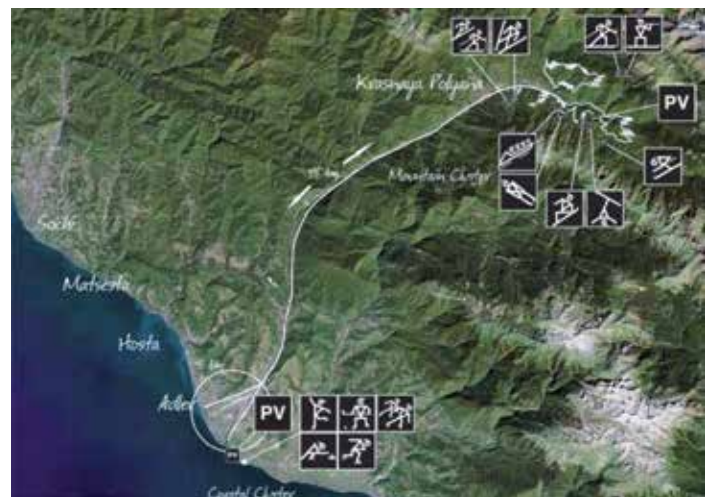 Krasnaya Polyana
PV
Mountain Cluster
Sochi
Matsesta
Hosta
Adler
PV
Coastal Cluster